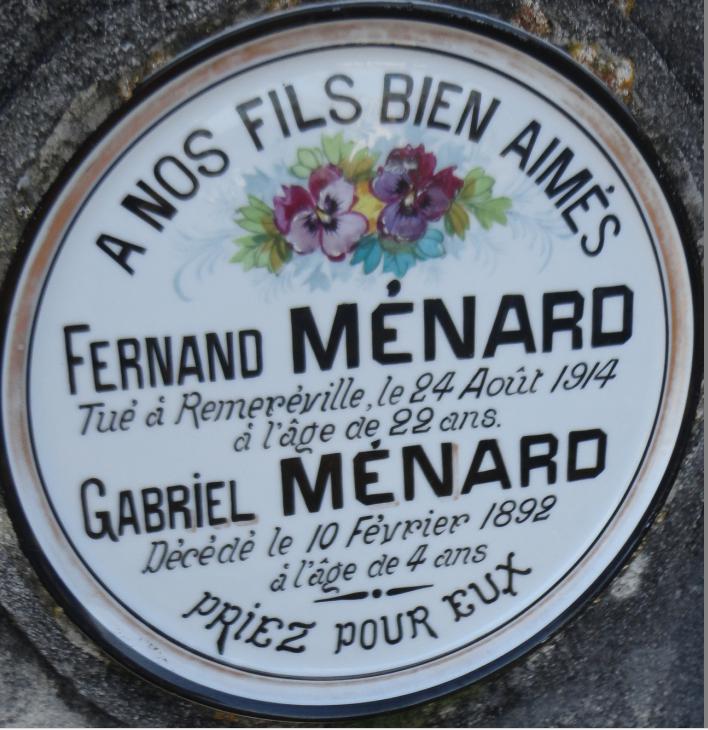 A NOS FILS BIEN AIMÉS
FERNAND MÉNARD
Tué à Remeréville, le 24 Août 1914
à l'âge de 22 ans.
GABRIEL MÉNARD
Décédé le 10 Février 1892
à l'âge de 4 ans
PRIEZ POUR EUX